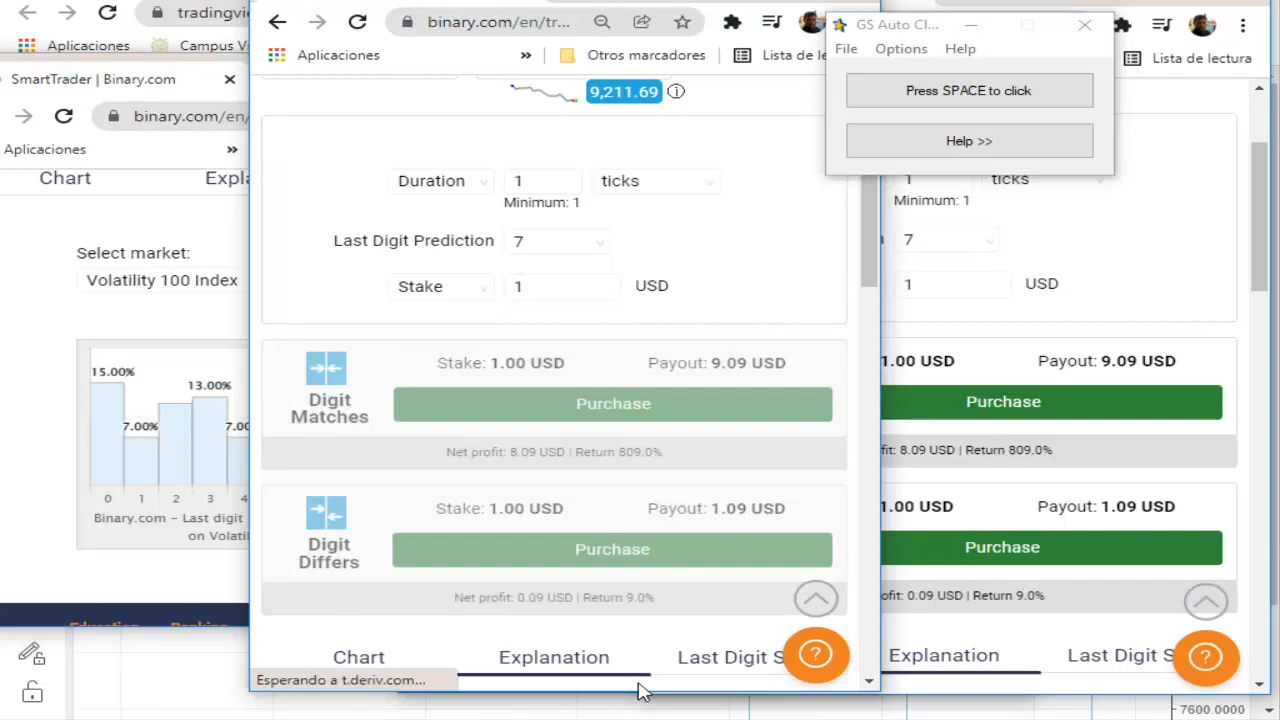 tradingvie
Aplicaciones
Campus Vi
SmartTrader | Binary.com
binary.com/en/
Aplicaciones
»
Chart
Expla
Select market:
Volatility 100 Index
15.00%
13.00%
7.00%
7.00
0 1 2 3 4
Binary.com – Last digit
on Volati
binary.com/en/tr...
Aplicaciones
»
Otros marcadores
Lista de le
9,211.69
Duration 1 ticks
Minimum: 1
Last Digit Prediction 7
Stake 1 USD
Digit
Matches
Stake: 1.00 USD Payout: 9.09 USD
Purchase
Net profit: 8.09 USD | Return 809.0%
Digit
Differs
Stake: 1.00 USD Payout: 1.09 USD
Purchase
Net profit: 0.09 USD | Return 9.0%
Chart
Explanation
Last Digit S
?
Esperando a t.deriv.com...
GS Auto Cl...
File Options Help
Press SPACE to click
Help >>
Lista de lectura
1 ticks
Minimum: 1
7
1 USD
1.00 USD Payout: 9.09 USD
Purchase
fit: 8.09 USD | Return 809.0%
1.00 USD Payout: 1.09 USD
Purchase
ofit: 0.09 USD | Return 9.0%
Explanation
Last Digit S
?
7600.0000